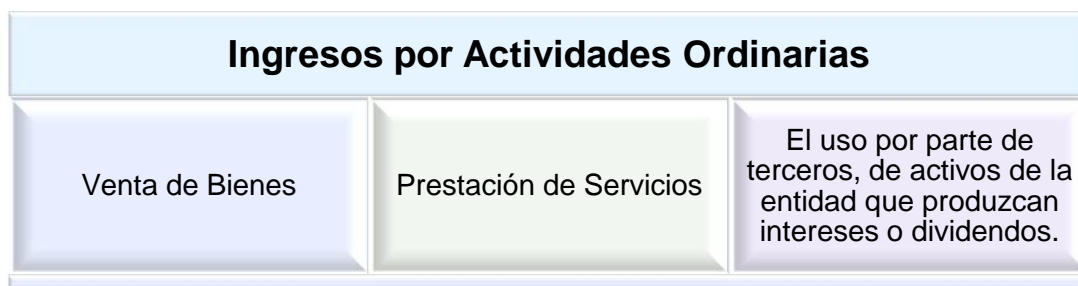 Ingresos por Actividades Ordinarias
Venta de Bienes
Prestación de Servicios
El uso por parte de
terceros, de activos de la
entidad que produzcan
intereses o dividendos.